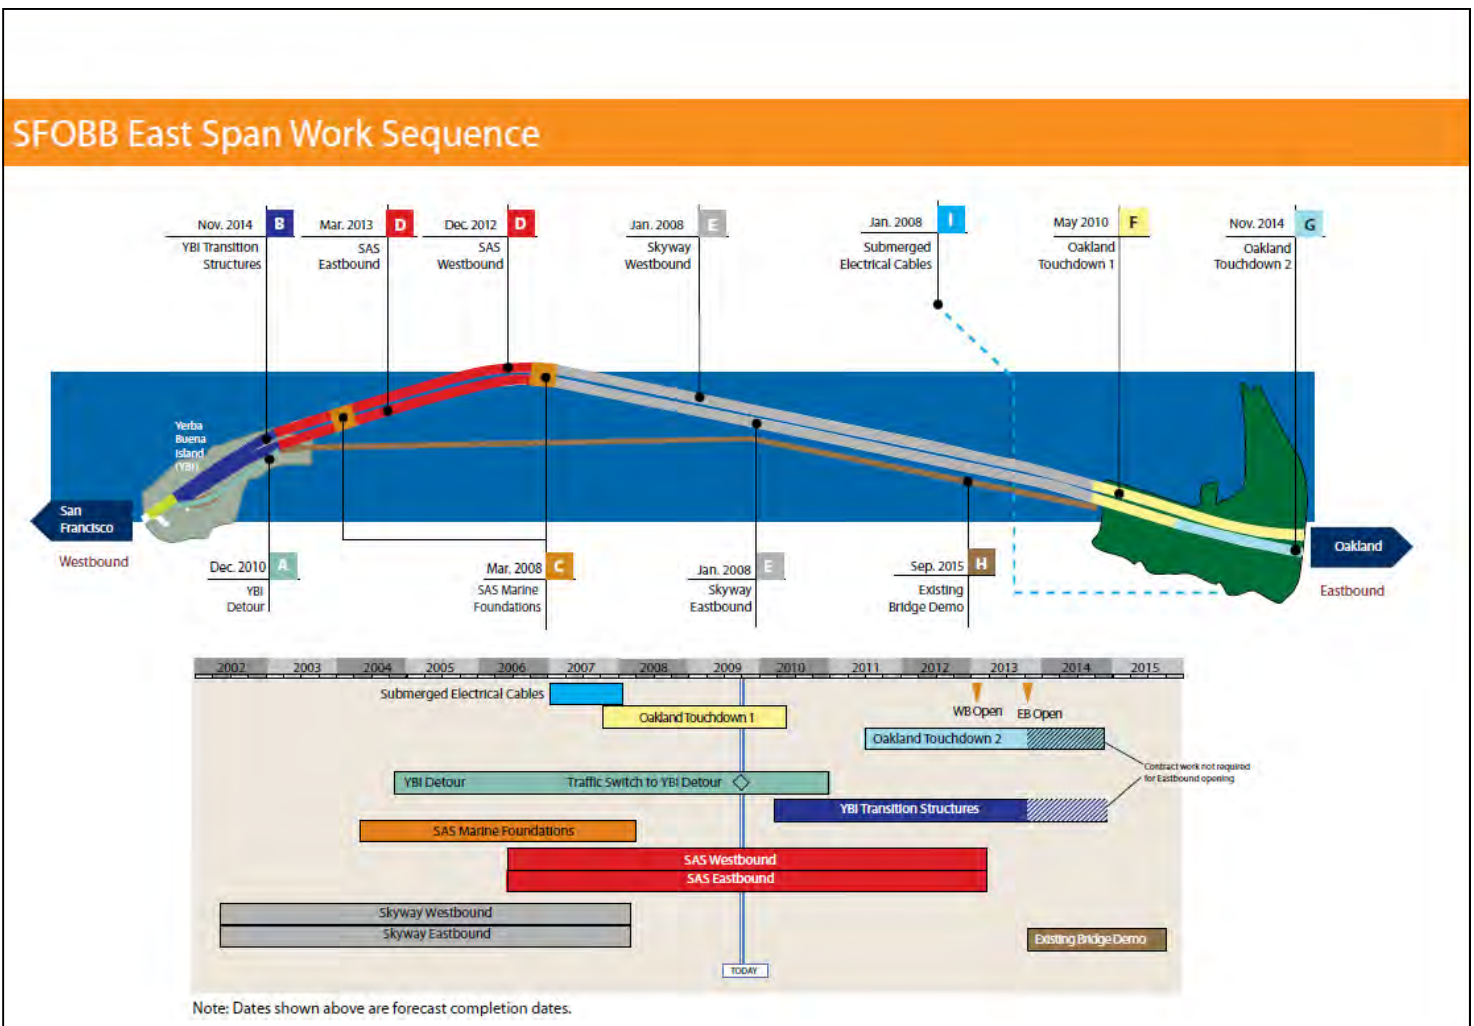 SFOBB East Span Work Sequence
Nov. 2014 B
YBI Transition
Structures
Mar. 2013 D
SAS
Eastbound
Dec. 2012 D
SAS
Westbound
Jan. 2008 E
Skyway
Westbound
Jan. 2008 I
Submerged
Electrical Cables
May 2010 F
Oakland
Touchdown 1
Nov. 2014 G
Oakland
Touchdown 2
Yerba
Buena
Island
(YBI)
San
Francisco
Westbound
Oakland
Eastbound
Dec. 2010 A
YBI
Detour
Mar. 2008 C
SAS Marine
Foundations
Jan. 2008 E
Skyway
Eastbound
Sep. 2015 H
Existing
Bridge Demo
2002 2003 2004 2005 2006 2007 2008 2009 2010 2011 2012 2013 2014 2015
Submerged Electrical Cables
Oakland Touchdown 1
WB Open EB Open
Oakland Touchdown 2
Contract work not required
for Eastbound opening
YBI Detour Traffic Switch to YBI Detour
YBI Transition Structures
SAS Marine Foundations
SAS Westbound
SAS Eastbound
Skyway Westbound
Skyway Eastbound
Existing Bridge Demo
TODAY
Note: Dates shown above are forecast completion dates.